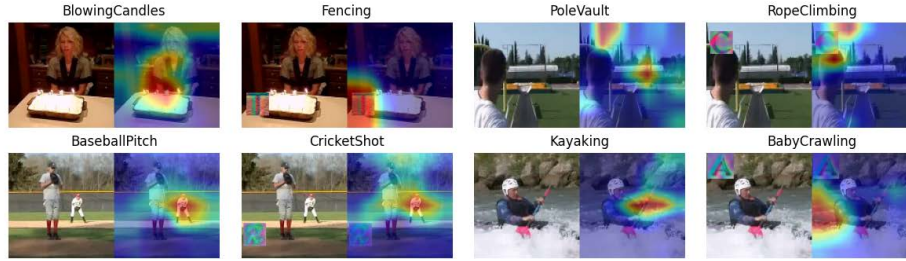 BlowingCandles Fencing PoleVault RopeClimbing
BaseballPitch CricketShot Kayaking BabyCrawling